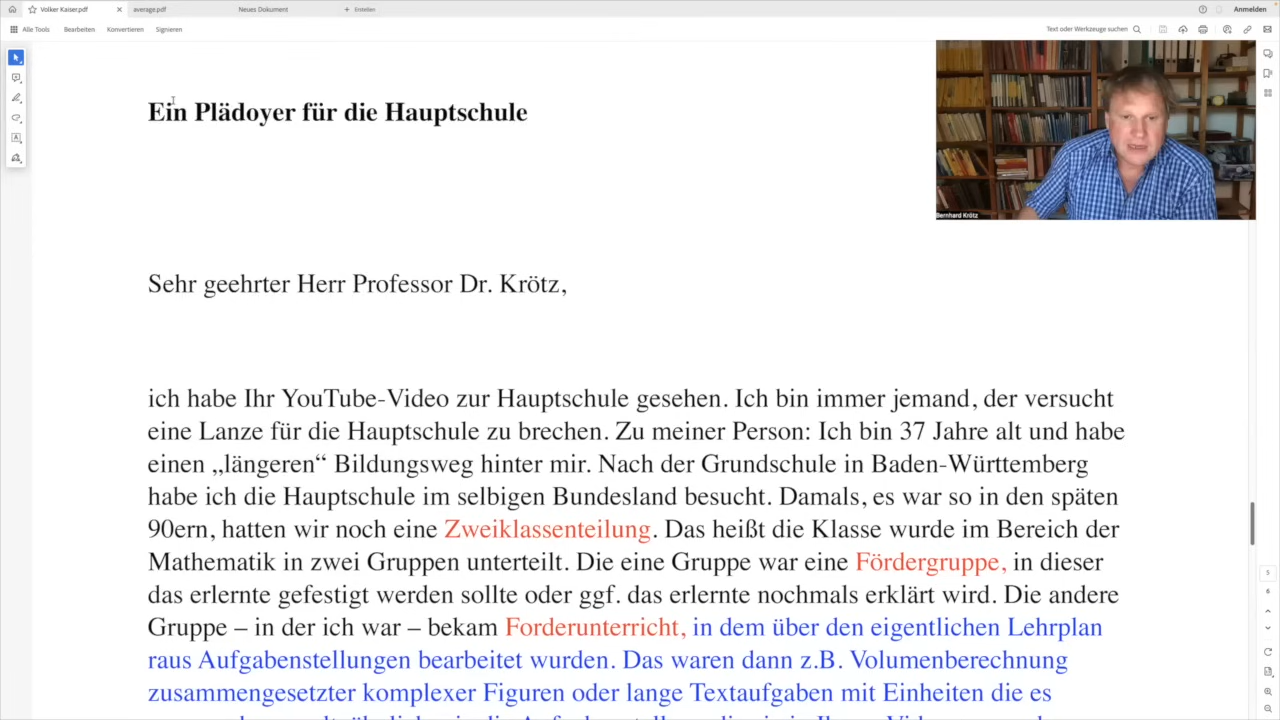 Volker Kaiser.pdf
average.pdf
Neues Dokument
+ Erstellen
Anmelden
Alle Tools
Bearbeiten
Konvertieren
Signieren
Text oder Werkzeuge suchen
Ein Plädoyer für die Hauptschule
Bernhard Krötz
Sehr geehrter Herr Professor Dr. Krötz,
ich habe Ihr YouTube-Video zur Hauptschule gesehen. Ich bin immer jemand, der versucht
eine Lanze für die Hauptschule zu brechen. Zu meiner Person: Ich bin 37 Jahre alt und habe
einen „längeren“ Bildungsweg hinter mir. Nach der Grundschule in Baden-Württemberg
habe ich die Hauptschule im selbigen Bundesland besucht. Damals, es war so in den späten
90ern, hatten wir noch eine Zweiklassenteilung. Das heißt die Klasse wurde im Bereich der
Mathematik in zwei Gruppen unterteilt. Die eine Gruppe war eine Fördergruppe, in dieser
das erlernte gefestigt werden sollte oder ggf. das erlernte nochmals erklärt wird. Die andere
Gruppe – in der ich war – bekam Forderunterricht, in dem über den eigentlichen Lehrplan
raus Aufgabenstellungen bearbeitet wurden. Das waren dann z.B. Volumenberechnung
zusammengesetzter komplexer Figuren oder lange Textaufgaben mit Einheiten die es
5
6